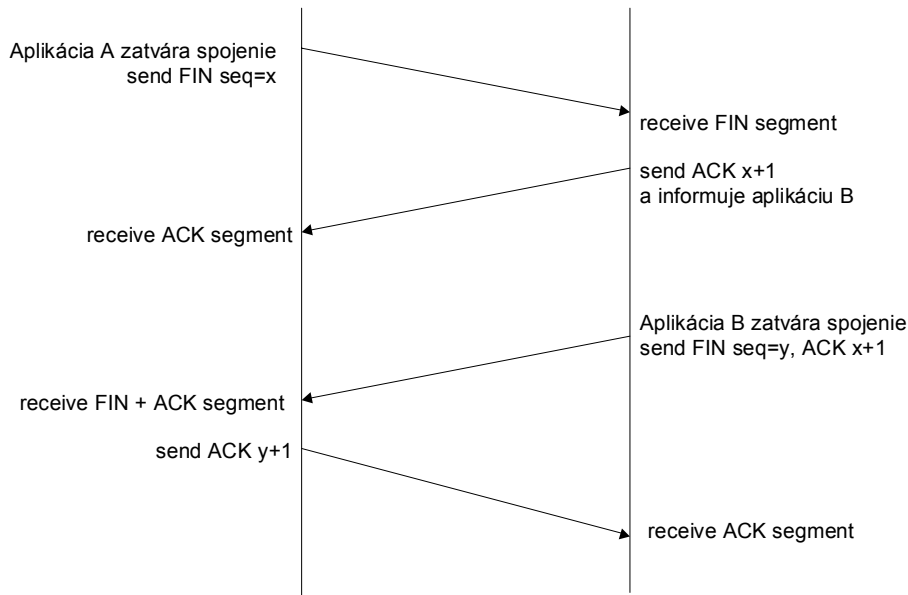 Aplikácia A zatvára spojenie
send FIN seq=x
receive FIN segment
send ACK x+1
a informuje aplikáciu B
receive ACK segment
Aplikácia B zatvára spojenie
send FIN seq=y, ACK x+1
receive FIN + ACK segment
send ACK y+1
receive ACK segment